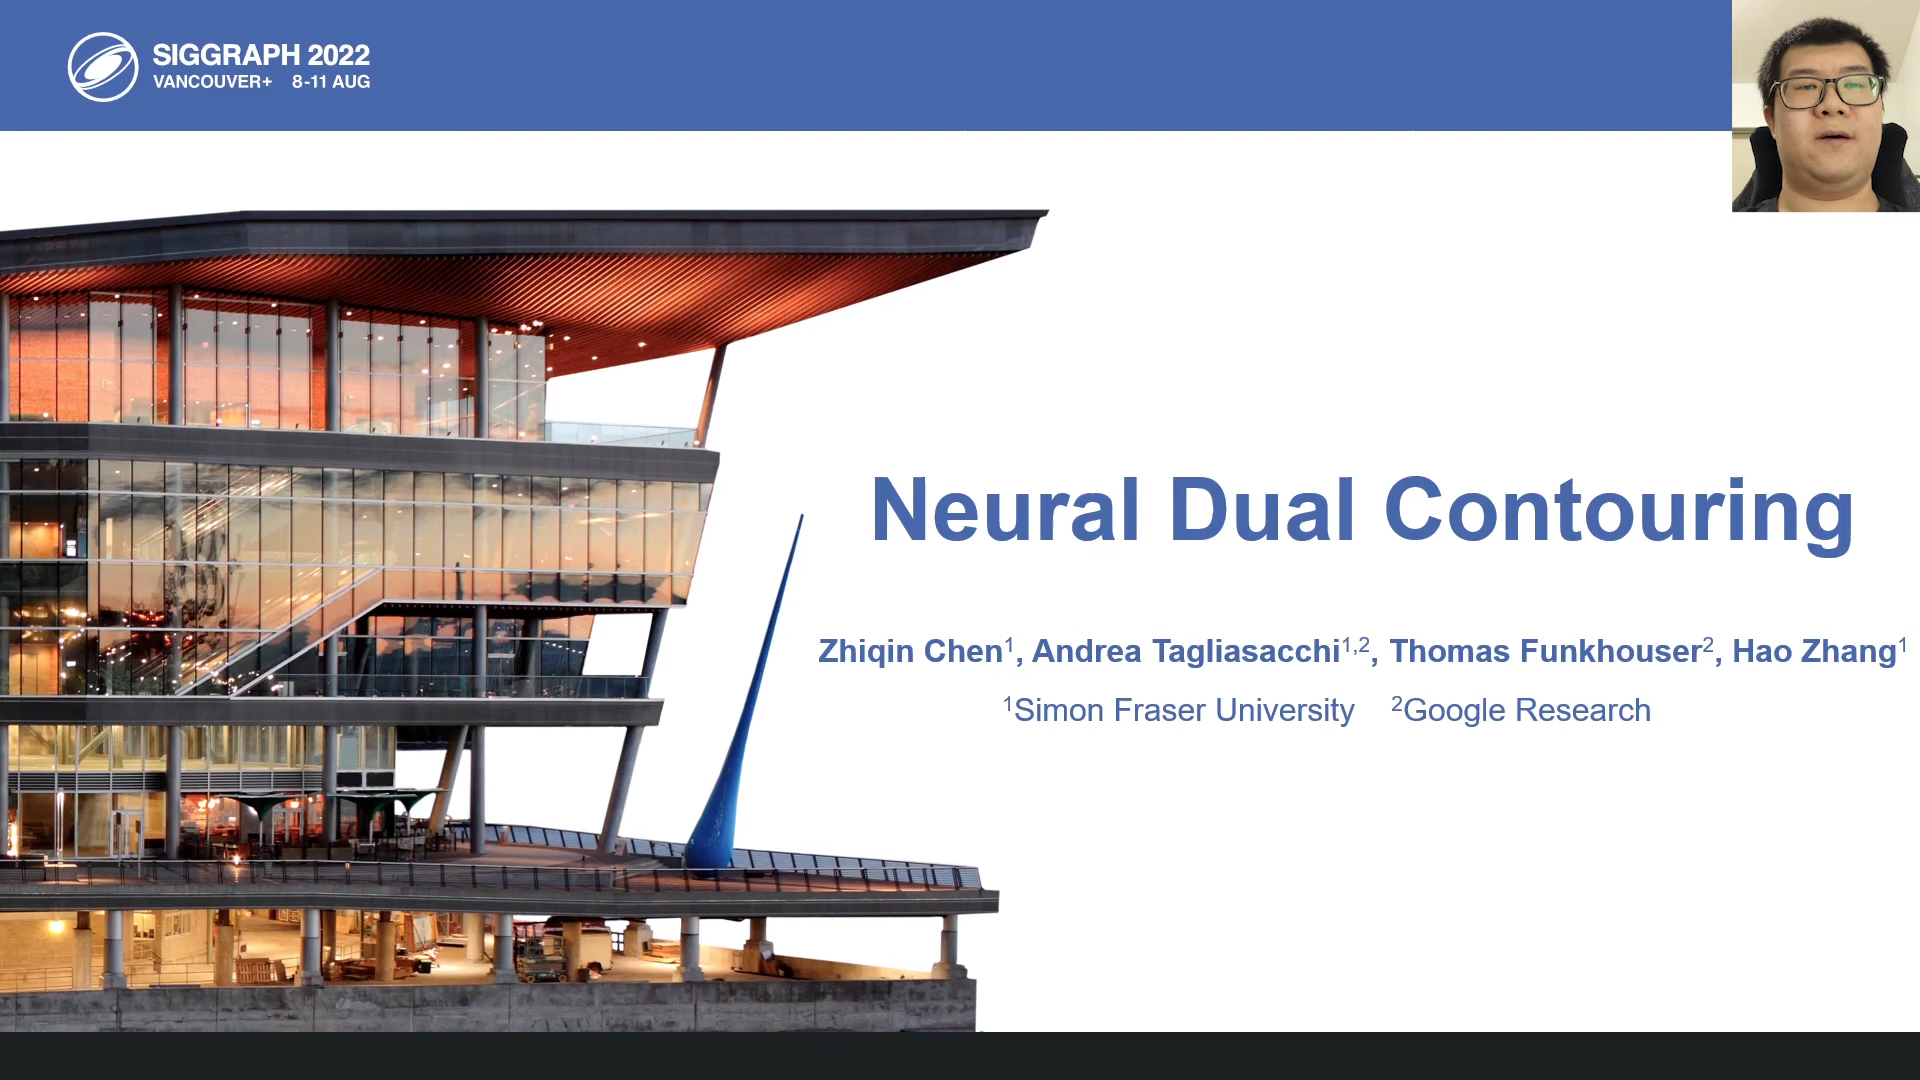 SIGGRAPH 2022
VANCOUVER+ 8-11 AUG
Neural Dual Contouring
Zhiqin Chen¹, Andrea Tagliasacchi¹,², Thomas Funkhouser², Hao Zhang¹
¹Simon Fraser University ²Google Research